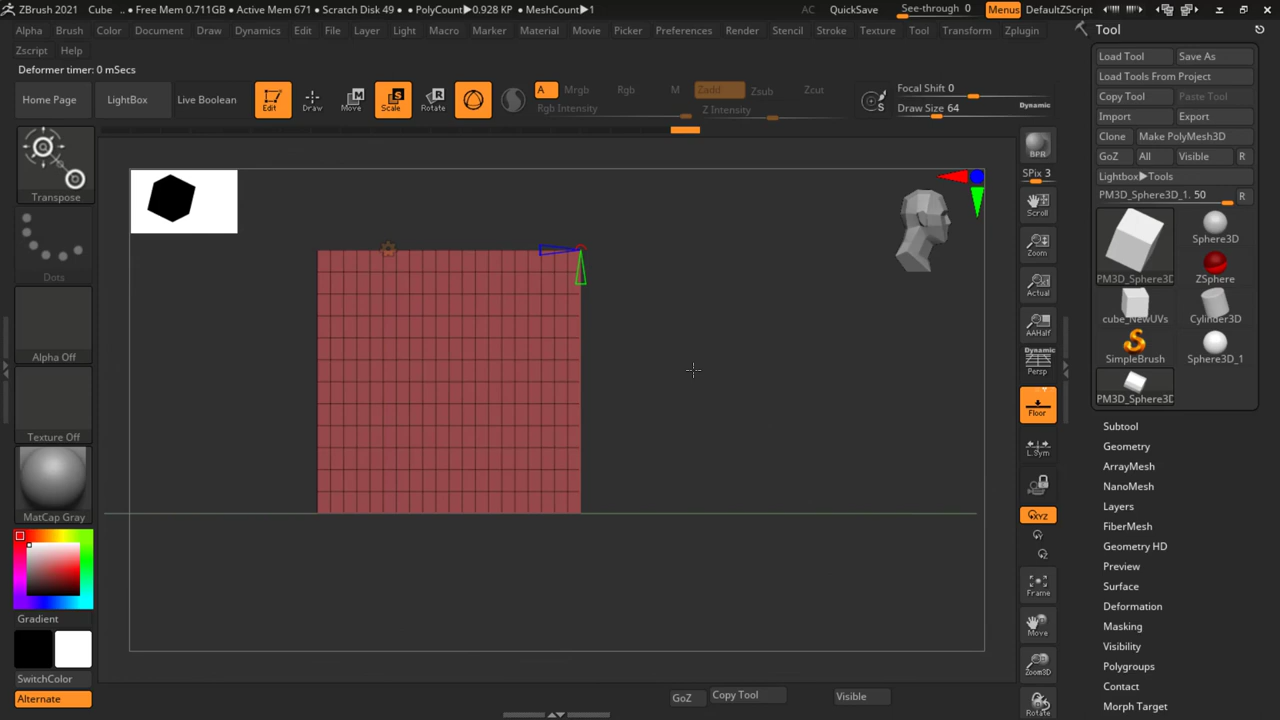 ZBrush 2021 Cube .. • Free Mem 0.711GB • Active Mem 671 • Scratch Disk 49 • PolyCount▸0.928 KP • MeshCount▸1 AC QuickSave See-through 0 Menus DefaultZScript
Alpha Brush Color Document Draw Dynamics Edit File Layer Light Macro Marker Material Movie Picker Preferences Render Stencil Stroke Texture Tool Transform Zplugin
Zscript Help
Deformer timer: 0 mSecs
Home Page LightBox Live Boolean Edit Draw Move Scale Rotate A Mrgb Rgb M Zadd Zsub Zcut Focal Shift 0
Rgb Intensity Z Intensity Draw Size 64 Dynamic
Transpose
Dots
Alpha Off
Texture Off
MatCap Gray
Gradient
SwitchColor
Alternate
BPR
SPix 3
Scroll
Zoom
Actual
AAHalf
Dynamic
Persp
Floor
L.Sym
XYZ
Y
Z
Frame
Move
Zoom3D
Rotate
Tool
Load Tool Save As
Load Tools From Project
Copy Tool Paste Tool
Import Export
Clone Make PolyMesh3D
GoZ All Visible R
Lightbox▸Tools
PM3D_Sphere3D_1. 50 R
Sphere3D
PM3D_Sphere3D ZSphere
cube_NewUVs Cylinder3D
SimpleBrush Sphere3D_1
PM3D_Sphere3D
Subtool
Geometry
ArrayMesh
NanoMesh
Layers
FiberMesh
Geometry HD
Preview
Surface
Deformation
Masking
Visibility
Polygroups
Contact
Morph Target
GoZ Copy Tool Visible